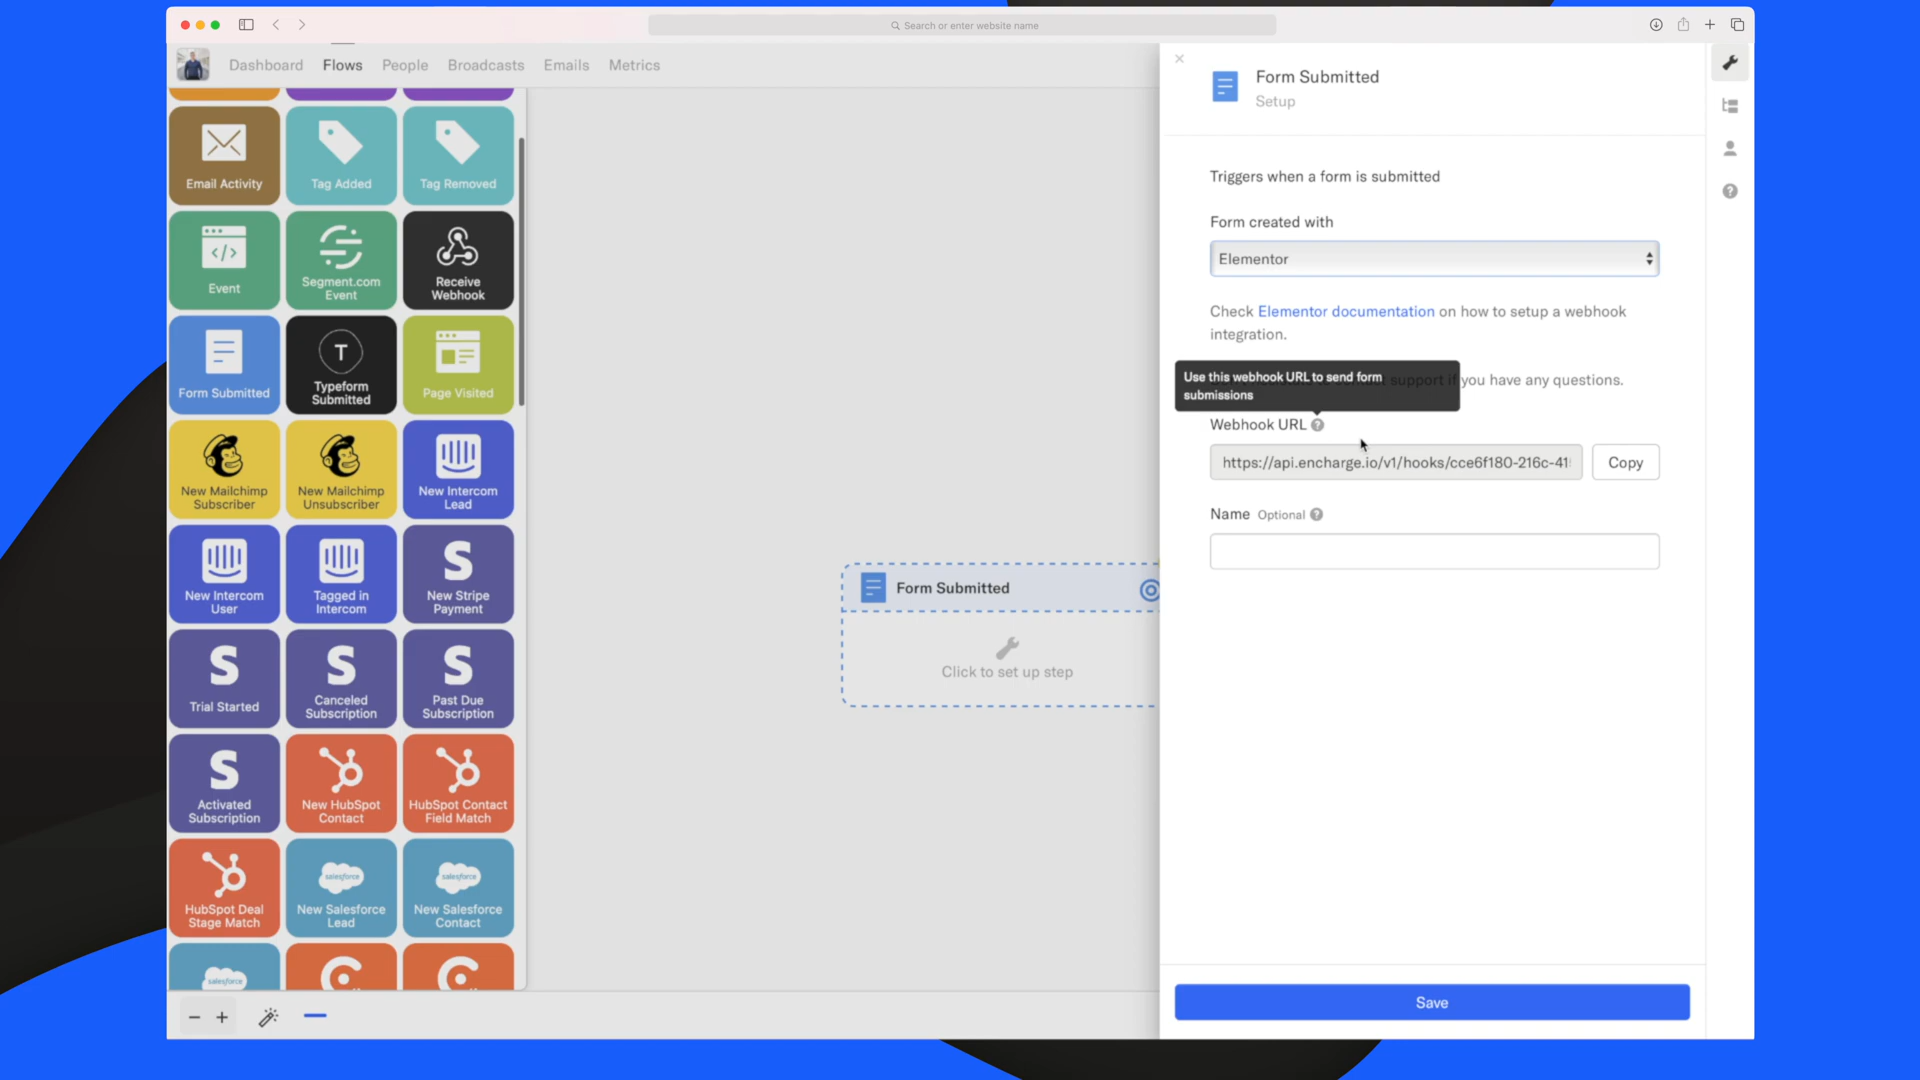 Search or enter website name
Dashboard Flows People Broadcasts Emails Metrics
Email Activity
Tag Added
Tag Removed
Event
Segment.com
Event
Receive
Webhook
Form Submitted
T
Typeform
Submitted
Page Visited
New Mailchimp
Subscriber
New Mailchimp
Unsubscriber
New Intercom
Lead
New Intercom
User
Tagged in
Intercom
S
New Stripe
Payment
S
Trial Started
S
Canceled
Subscription
S
Past Due
Subscription
S
Activated
Subscription
New HubSpot
Contact
HubSpot Contact
Field Match
HubSpot Deal
Stage Match
salesforce
New Salesforce
Lead
salesforce
New Salesforce
Contact
salesforce
Form Submitted
Click to set up step
Form Submitted
Setup
Triggers when a form is submitted
Form created with
Elementor
Check Elementor documentation on how to setup a webhook
integration.
Use this webhook URL to send form
submissions
support if you have any questions.
Webhook URL ?
https://api.encharge.io/v1/hooks/cce6f180-216c-41
Copy
Name Optional ?
Save